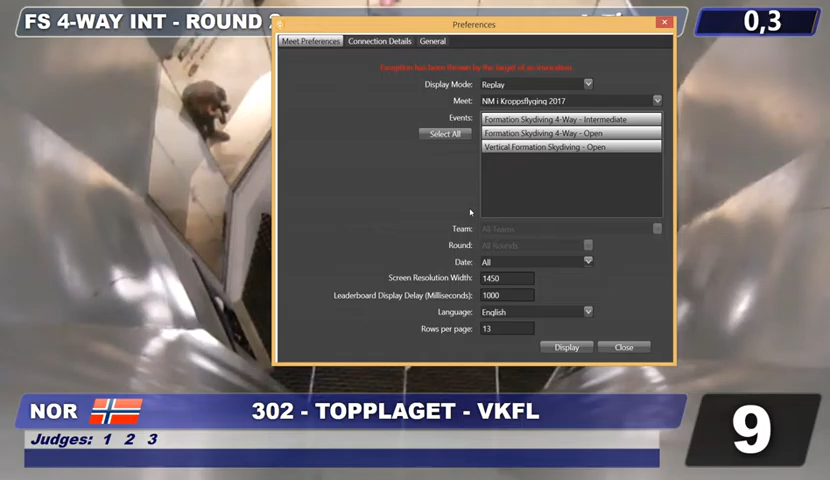 FS 4-WAY INT - ROUND
0,3
Preferences
Meet Preferences
Connection Details
General
Exception has been thrown by the target of an invocation.
Display Mode:
Replay
Meet:
NM i Kroppsflyging 2017
Events:
Formation Skydiving 4-Way - Intermediate
Select All
Formation Skydiving 4-Way - Open
Vertical Formation Skydiving - Open
Team:
All Teams
Round:
All Rounds
Date:
All
Screen Resolution Width:
1450
Leaderboard Display Delay (Milliseconds):
1000
Language:
English
Rows per page:
13
Display
Close
NOR
302 - TOPPLAGET - VKFL
9
Judges: 1 2 3